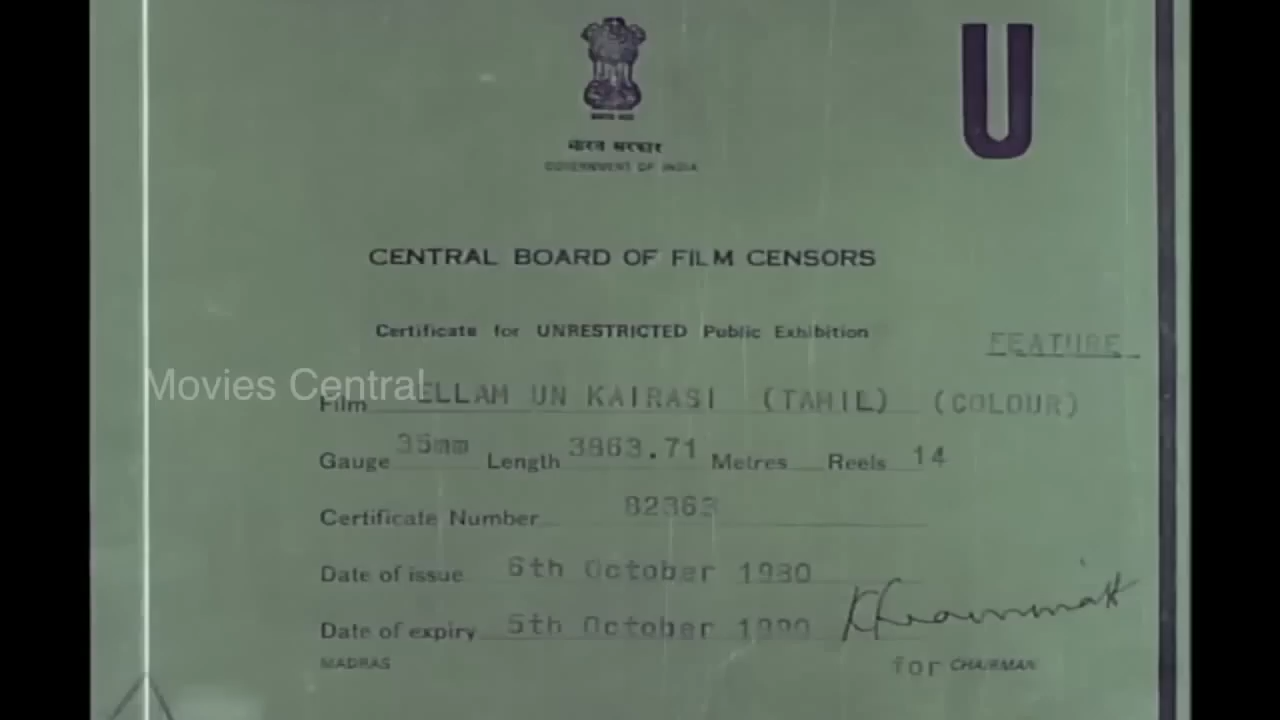 U
भारत सरकार
GOVERNMENT OF INDIA
CENTRAL BOARD OF FILM CENSORS
Certificate for UNRESTRICTED Public Exhibition
FEATURE
Movies Central
Film ELLAM UN KAIRASI (TAMIL) (COLOUR)
Gauge 35mm Length 3863.71 Metres Reels 14
Certificate Number 82363
Date of issue 6th October 1980
Date of expiry 5th October 1990
MADRAS for CHAIRMAN